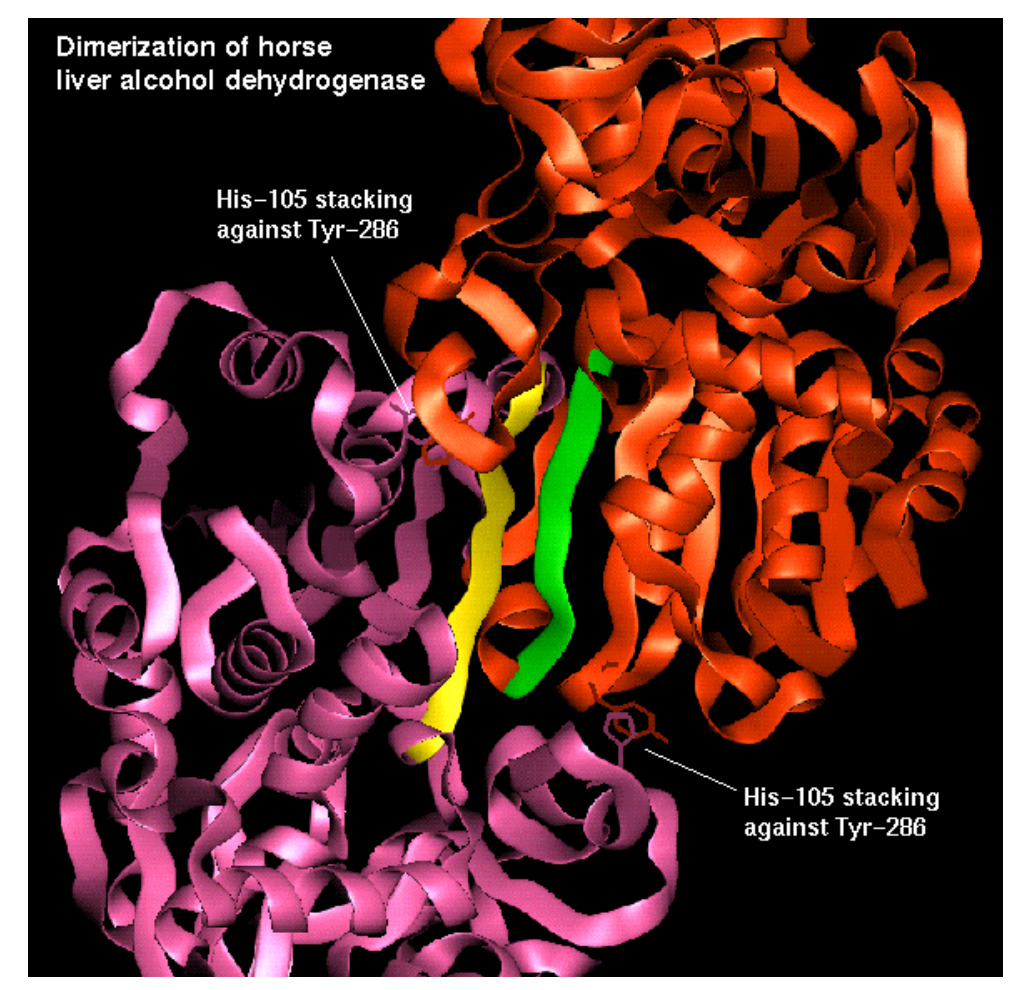 Dimerization of horse
liver alcohol dehydrogenase
His-105 stacking
against Tyr-286
His-105 stacking
against Tyr-286